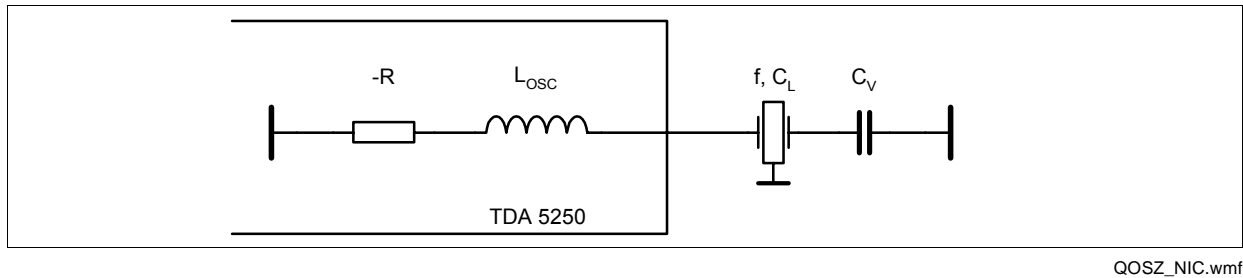 -R
L_OSC
f, C_L
C_V
TDA 5250
QOSZ_NIC.wmf